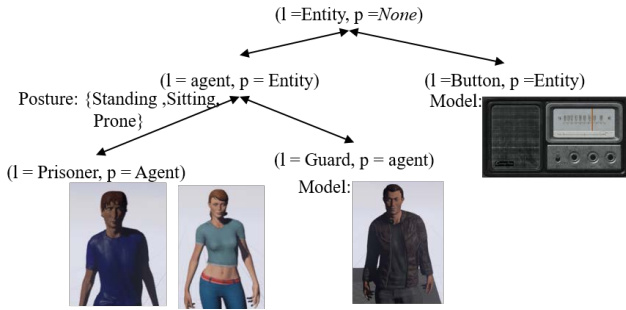 (l =Entity, p =None)
(l = agent, p = Entity)
(l =Button, p =Entity)
Posture: {Standing ,Sitting,
Prone}
Model:
(l = Prisoner, p = Agent)
(l = Guard, p = agent)
Model: